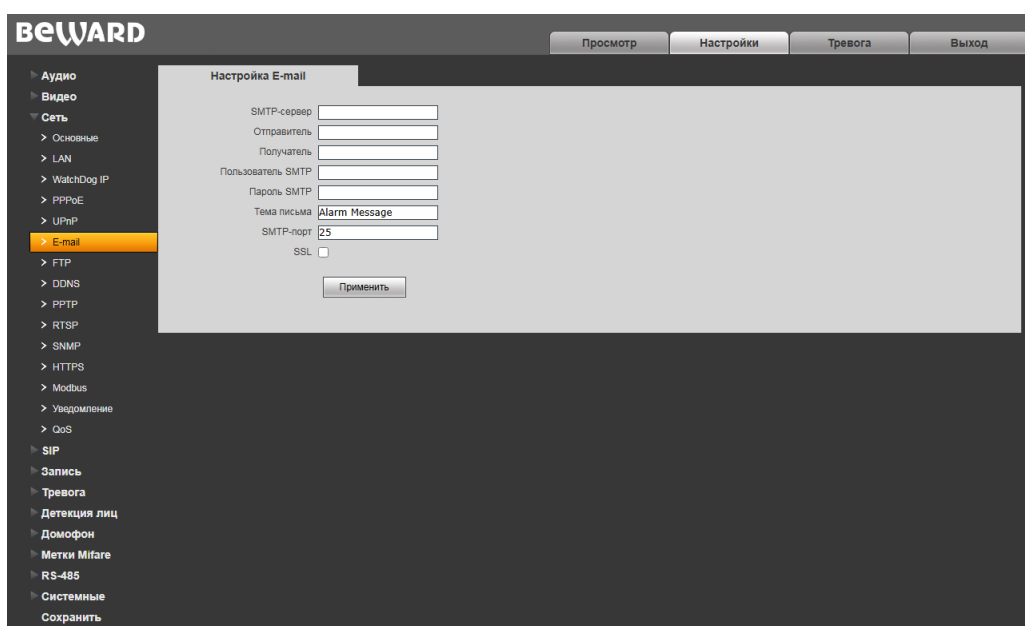 BEWARD
Просмотр
Настройки
Тревога
Выход
Аудио
Видео
Сеть
Основные
LAN
WatchDog IP
PPPoE
UPnP
E-mail
FTP
DDNS
PPTP
RTSP
SNMP
HTTPS
Modbus
Уведомление
QoS
SIP
Запись
Тревога
Детекция лиц
Домофон
Метки Mifare
RS-485
Системные
Сохранить
Настройка E-mail
SMTP-сервер
Отправитель
Получатель
Пользователь SMTP
Пароль SMTP
Тема письма Alarm Message
SMTP-порт 25
SSL
Применить